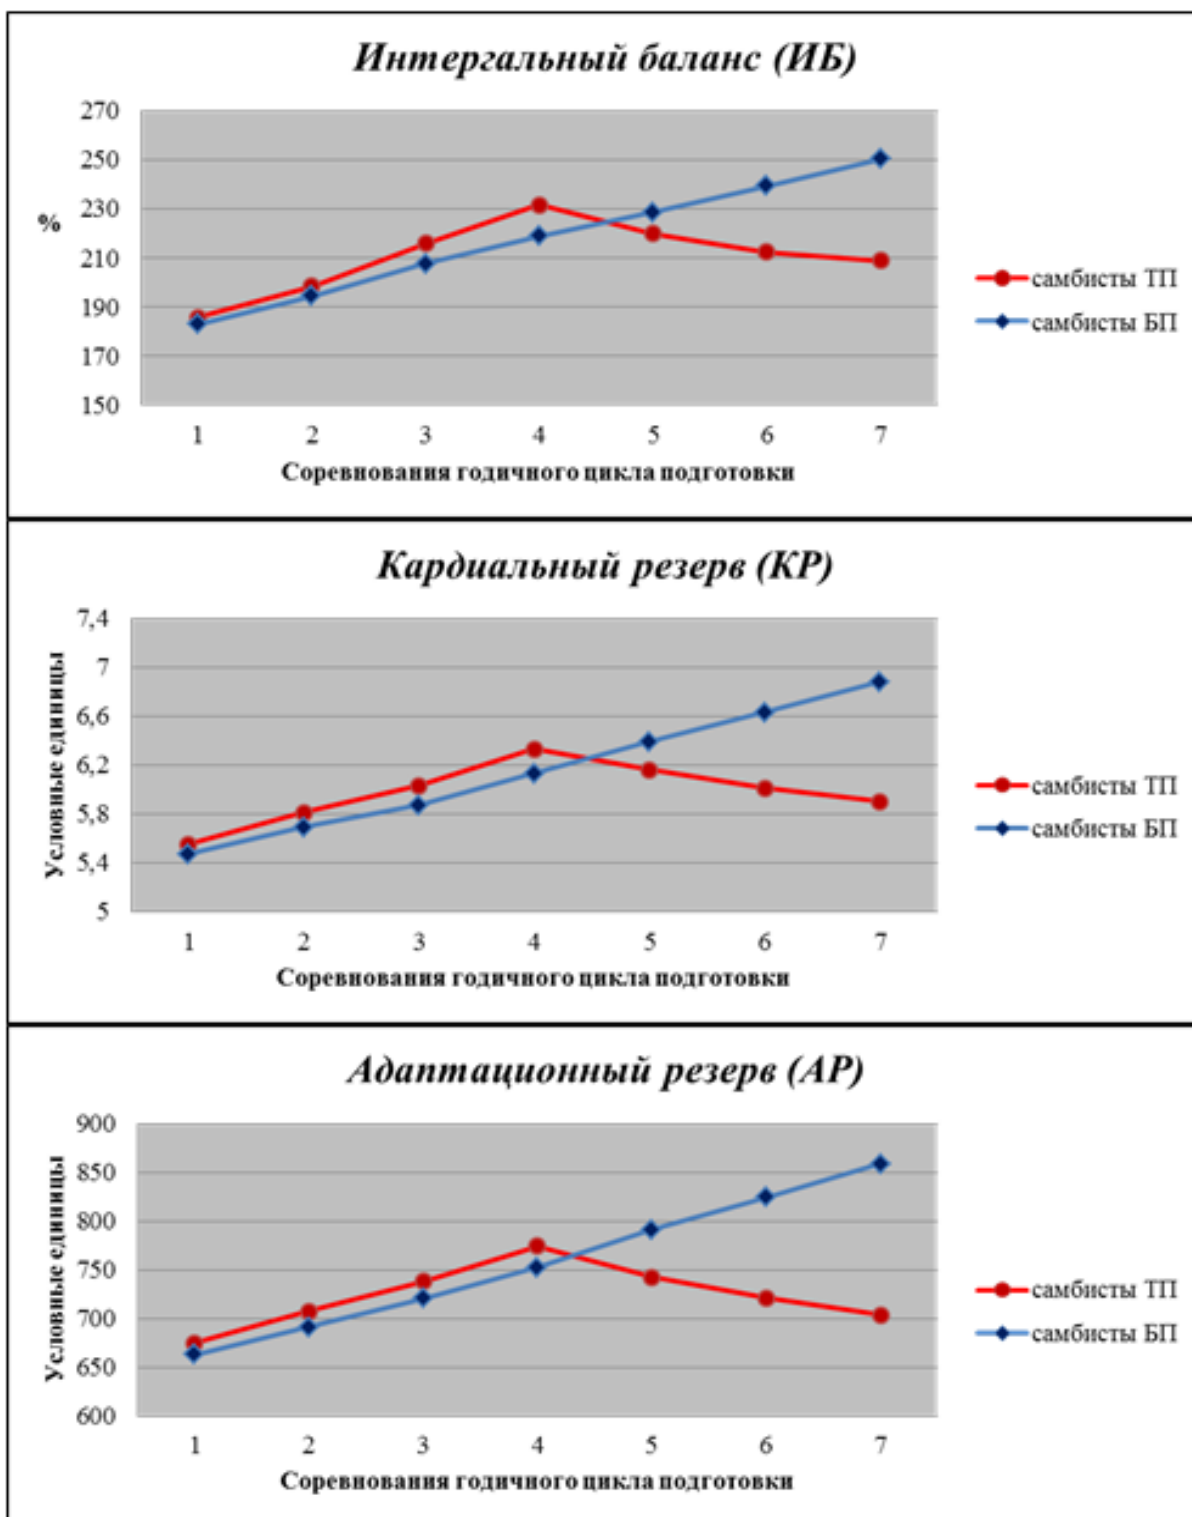 Интергальный баланс (ИБ)
270
250
230
%
210
190
170
150
1 2 3 4 5 6 7
Соревнования годичного цикла подготовки
самбисты ТП
самбисты БП
Кардиальный резерв (КР)
Условные единицы
7,4
7
6,6
6,2
5,8
5,4
5
1 2 3 4 5 6 7
Соревнования годичного цикла подготовки
самбисты ТП
самбисты БП
Адаптационный резерв (АР)
Условные единицы
900
850
800
750
700
650
600
1 2 3 4 5 6 7
Соревнования годичного цикла подготовки
самбисты ТП
самбисты БП